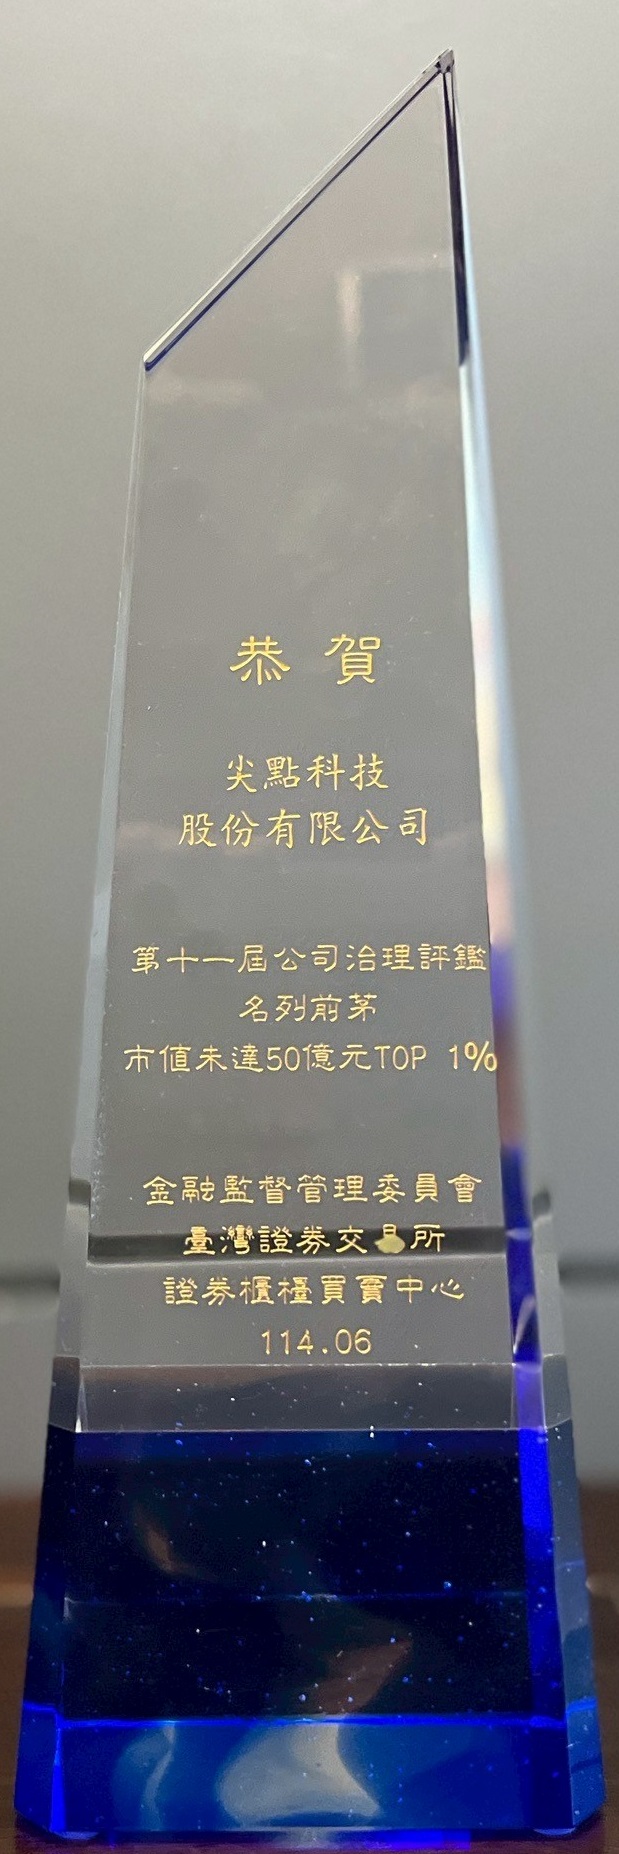 恭賀
尖點科技
股份有限公司
第十一屆公司治理評鑑
名列前茅
市值未達50億元TOP 1%
金融監督管理委員會
臺灣證券交易所
證券櫃檯買賣中心
114.06